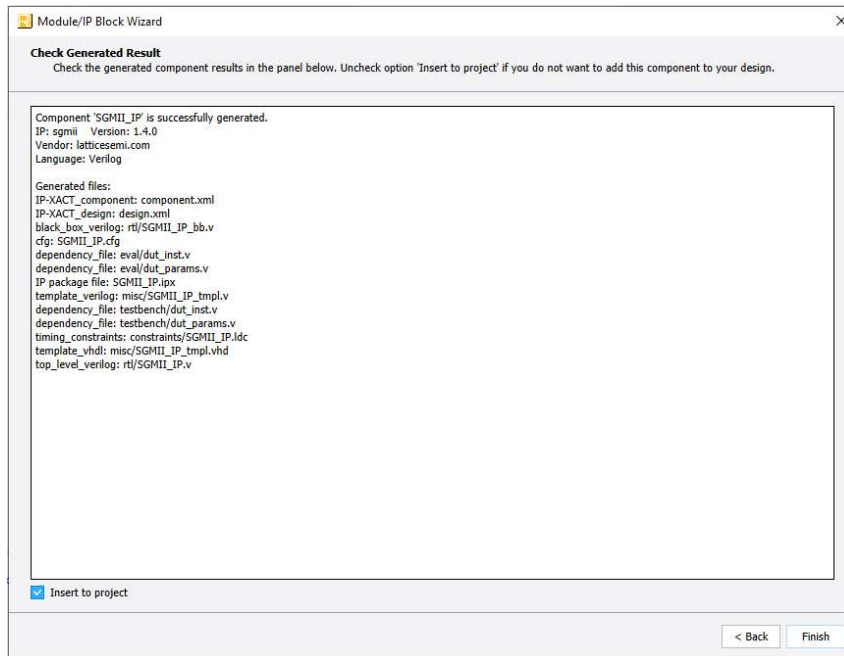 Module/IP Block Wizard
Check Generated Result
Check the generated component results in the panel below. Uncheck option 'Insert to project' if you do not want to add this component to your design.
Component 'SGMII_IP' is successfully generated.
IP: sgmii    Version: 1.4.0
Vendor: latticesemi.com
Language: Verilog
Generated files:
IP-XACT_component: component.xml
IP-XACT_design: design.xml
black_box_verilog: rtl/SGMII_IP_bb.v
cfg: SGMII_IP.cfg
dependency_file: eval/dut_inst.v
dependency_file: eval/dut_params.v
IP package file: SGMII_IP.ipx
template_verilog: misc/SGMII_IP_tmpl.v
dependency_file: testbench/dut_inst.v
dependency_file: testbench/dut_params.v
timing_constraints: constraints/SGMII_IP.ldc
template_vhdl: misc/SGMII_IP_tmpl.vhd
top_level_verilog: rtl/SGMII_IP.v
Insert to project
< Back
Finish